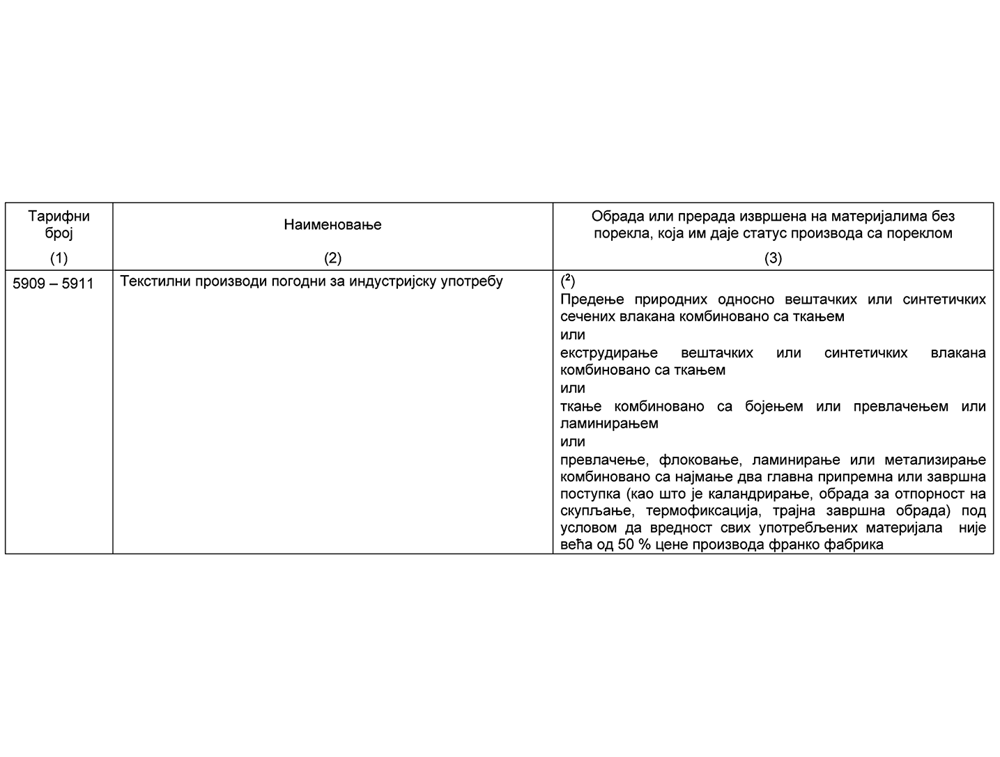 Тарифни
број
(1)
Наименовање
(2)
Обрада или прерада извршена на материјалима без
порекла, која им даје статус производа са пореклом
(3)
5909 – 5911
Текстилни производи погодни за индустријску употребу
(²)
Предење природних односно вештачких или синтетичких
сечених влакана комбиновано са ткањем
или
екструдирање вештачких или синтетичких влакана
комбиновано са ткањем
или
ткање комбиновано са бојењем или превлачењем или
ламинирањем
или
превлачење, флоковање, ламинирање или метализирање
комбиновано са најмање два главна припремна или завршна
поступка (као што је каландрирање, обрада за отпорност на
скупљање, термофиксација, трајна завршна обрада) под
условом да вредност свих употребљених материјала није
већа од 50 % цене производа франко фабрика